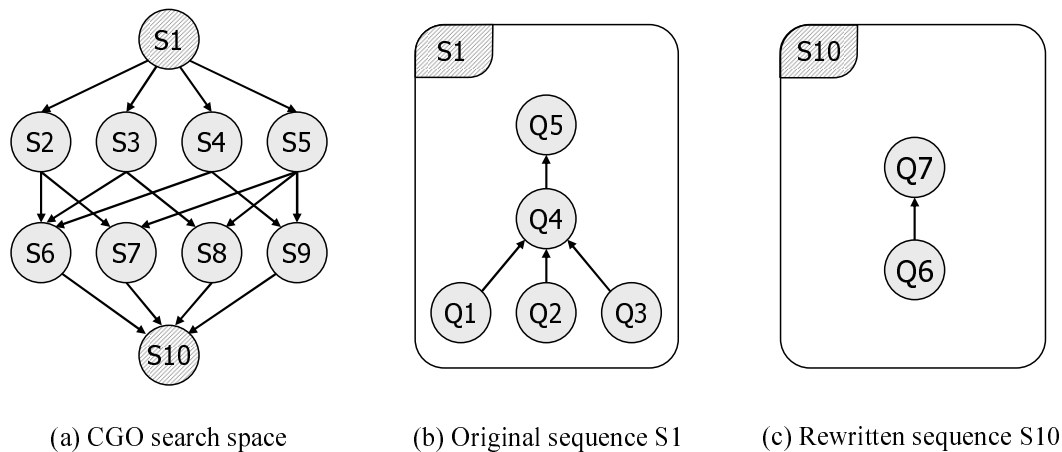 S1
S2 S3 S4 S5
S6 S7 S8 S9
S10
(a) CGO search space
S1
Q5
Q4
Q1 Q2 Q3
(b) Original sequence S1
S10
Q7
Q6
(c) Rewritten sequence S10